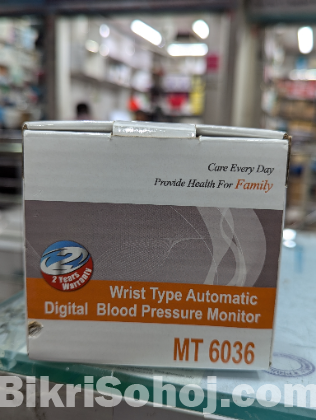 Care Every Day
Provide Health For Family
2
2 Years
Warranty
Wrist Type Automatic
Digital Blood Pressure Monitor
MT 6036
BikriSohoj.com